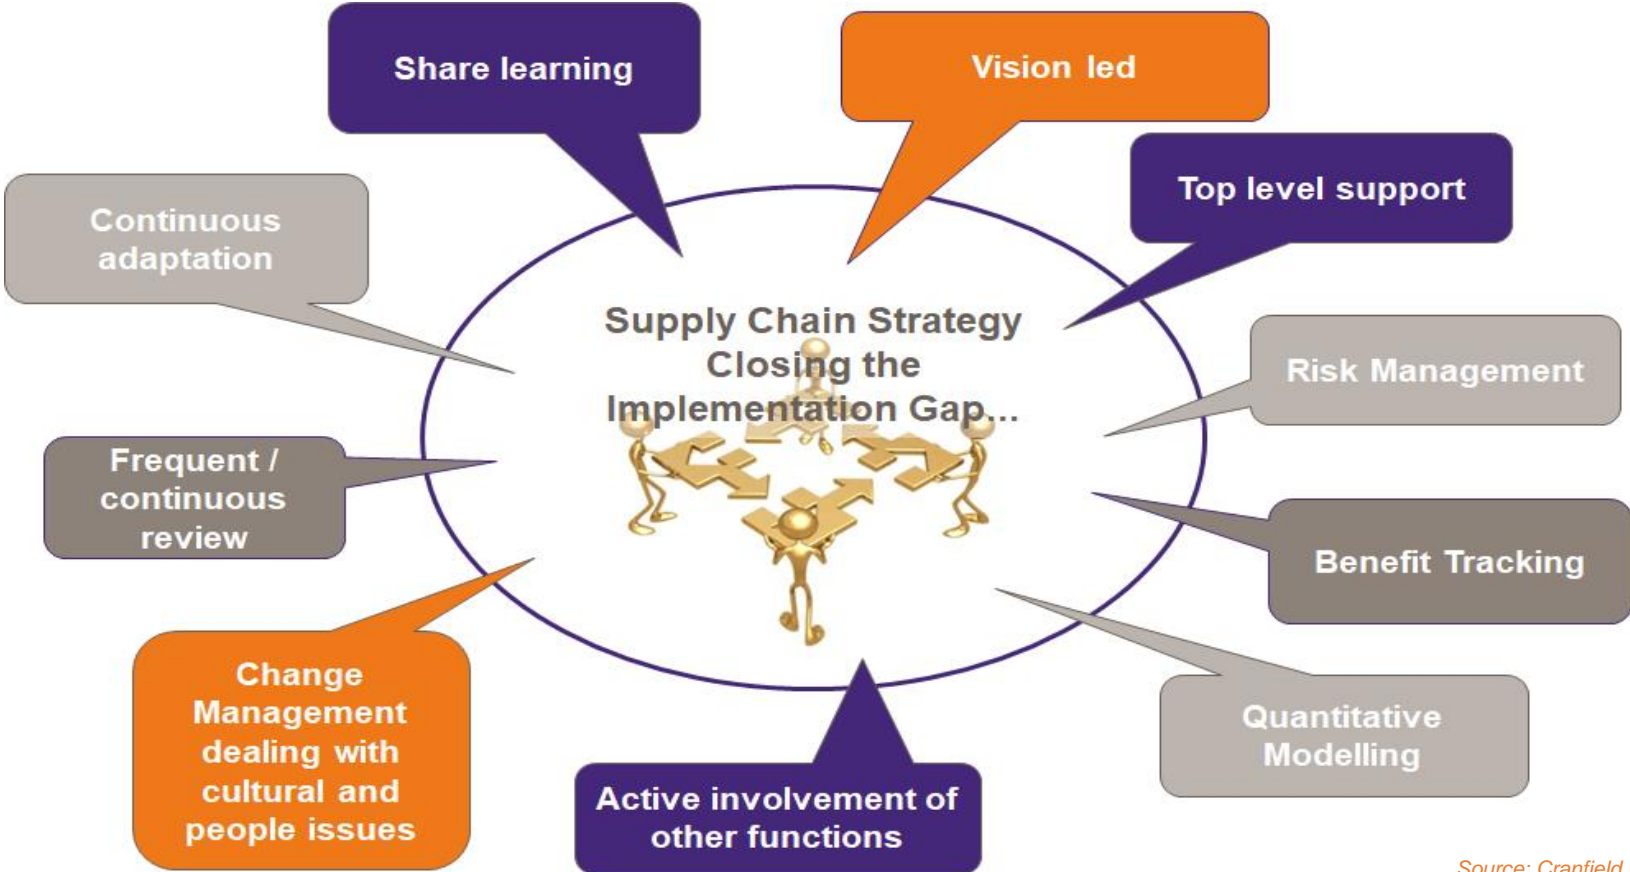 Share learning
Vision led
Top level support
Continuous
adaptation
Supply Chain Strategy
Closing the
Implementation Gap...
Risk Management
Frequent /
continuous
review
Benefit Tracking
Change
Management
dealing with
cultural and
people issues
Quantitative
Modelling
Active involvement of
other functions
Source: Cranfield